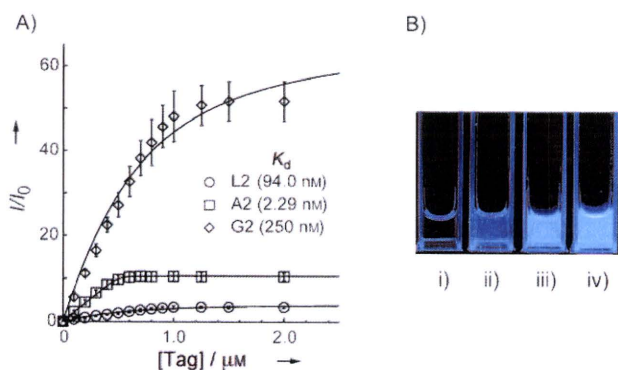 A)
B)
60
40
20
0
I/I₀
K_d
L2 (94.0 nM)
A2 (2.29 nM)
G2 (250 nM)
0
1.0
2.0
[Tag] / μM
i) ii) iii) iv)